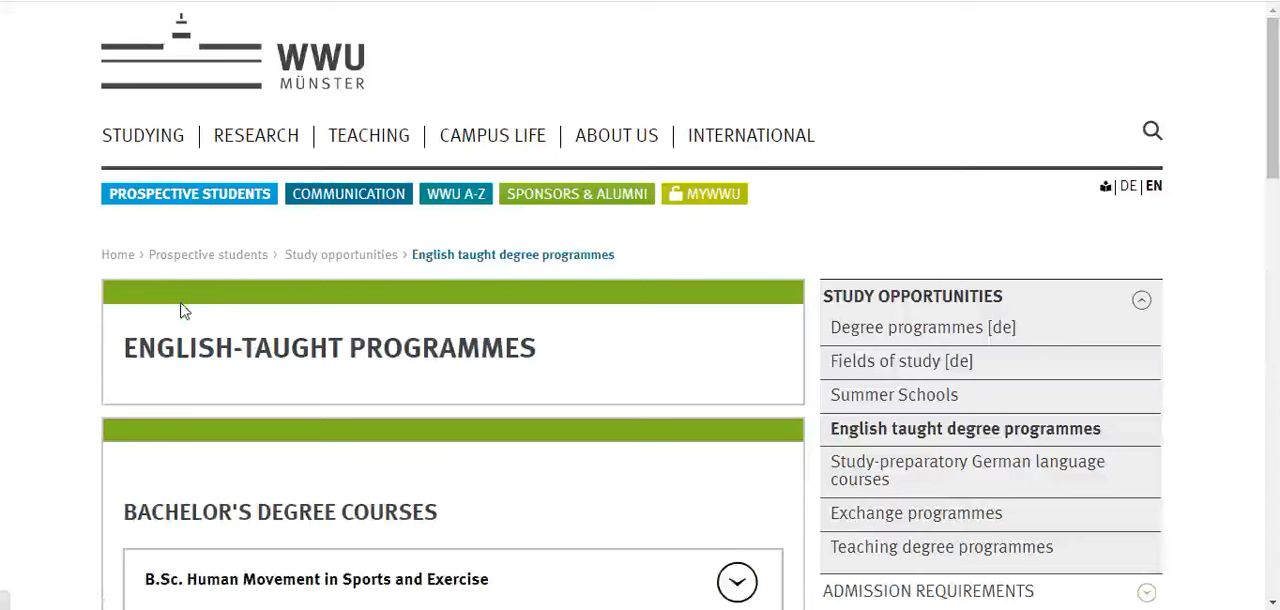 WWU
MÜNSTER
STUDYING | RESEARCH | TEACHING | CAMPUS LIFE | ABOUT US | INTERNATIONAL
PROSPECTIVE STUDENTS COMMUNICATION WWU A-Z SPONSORS & ALUMNI MYWWU
| DE | EN
Home > Prospective students > Study opportunities > English taught degree programmes
ENGLISH-TAUGHT PROGRAMMES
BACHELOR'S DEGREE COURSES
B.Sc. Human Movement in Sports and Exercise
STUDY OPPORTUNITIES
Degree programmes [de]
Fields of study [de]
Summer Schools
English taught degree programmes
Study-preparatory German language
courses
Exchange programmes
Teaching degree programmes
ADMISSION REQUIREMENTS